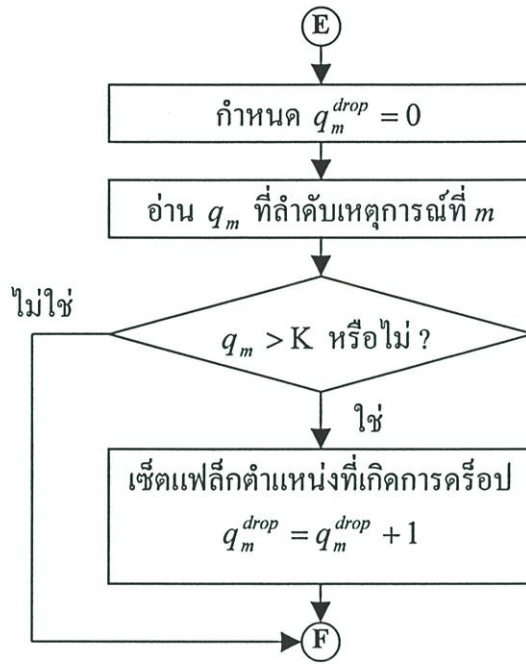 E
กำหนด q_m^{drop} = 0
อ่าน q_m ที่ลำดับเหตุการณ์ที่ m
ไม่ใช่
q_m > K หรือไม่ ?
ใช่
เซ็ตแฟล็กตำแหน่งที่เกิดการดร็อป
q_m^{drop} = q_m^{drop} + 1
F